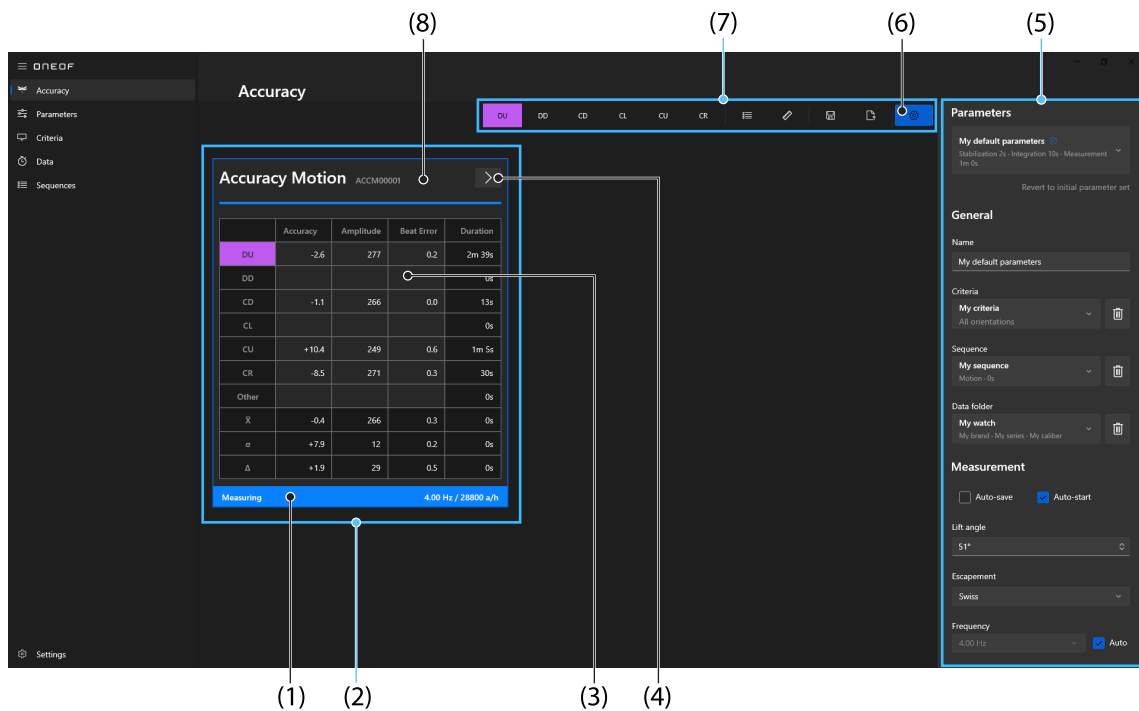 (8)
(7)
(6)
(5)
ONEOF
Accuracy
Parameters
Criteria
Data
Sequences
Settings
Accuracy
DU DD CD CL CU CR
Accuracy Motion ACCM00001
Accuracy Amplitude Beat Error Duration
DU -2.6 277 0.2 2m 39s
DD 0s
CD -1.1 266 0.0 13s
CL 0s
CU +10.4 249 0.6 1m 5s
CR -8.5 271 0.3 30s
Other 0s
X̄ -0.4 266 0.3 0s
σ +7.9 12 0.2 0s
Δ +1.9 29 0.5 0s
Measuring 4.00 Hz / 28800 a/h
Parameters
My default parameters
Stabilization 2s - Integration 10s - Measurement
1m 0s
Revert to initial parameter set
General
Name
My default parameters
Criteria
My criteria
All orientations
Sequence
My sequence
Motion - 0s
Data folder
My watch
My brand - My series - My caliber
Measurement
Auto-save Auto-start
Lift angle
51°
Escapement
Swiss
Frequency
4.00 Hz Auto
(1)
(2)
(3)
(4)